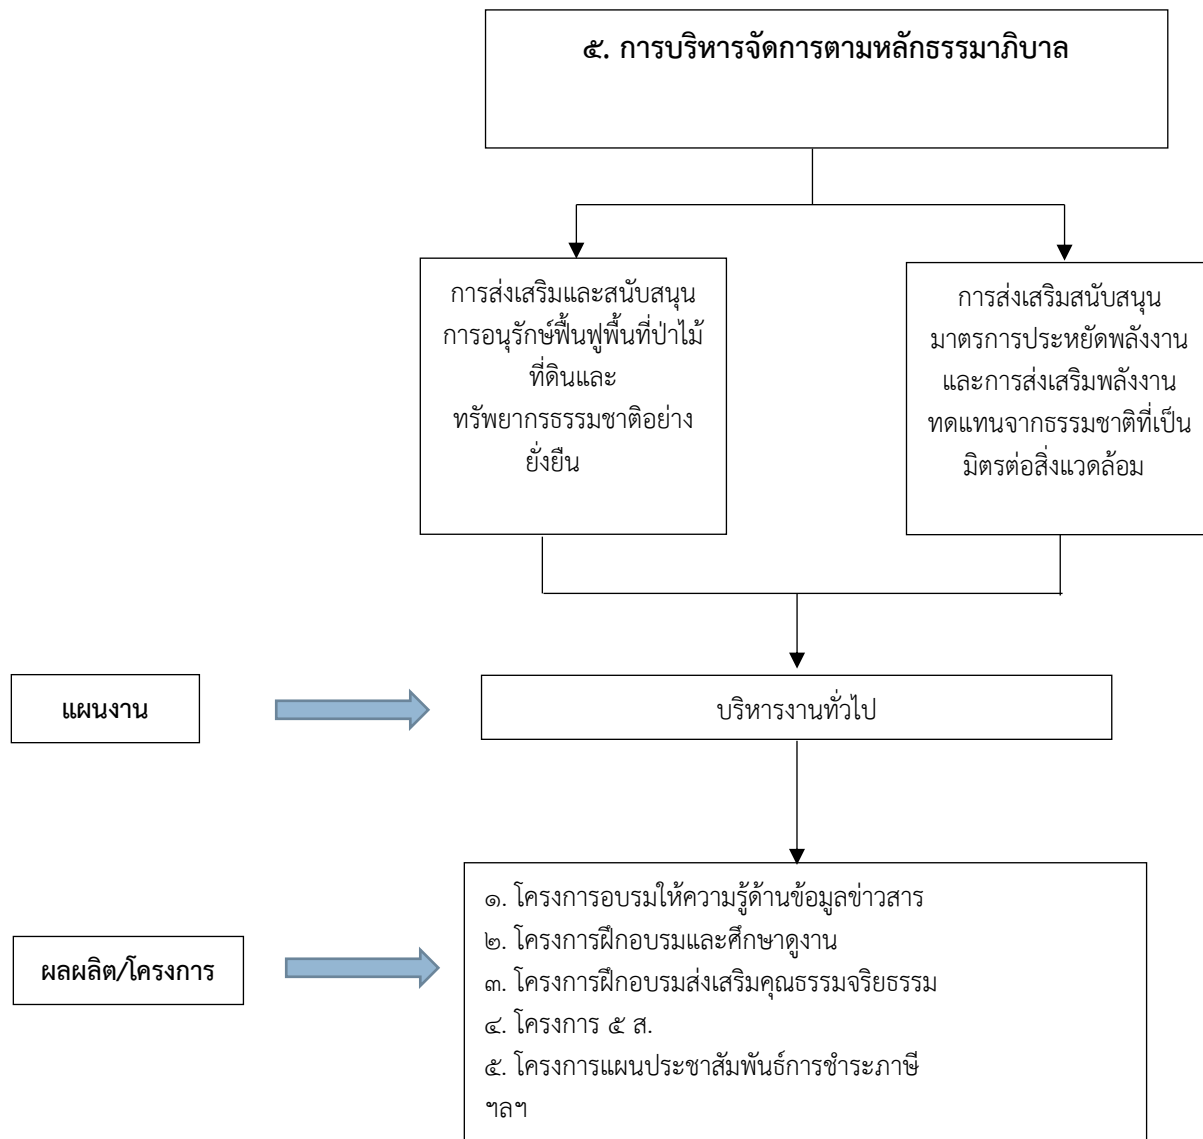 ๕. การบริหารจัดการตามหลักธรรมาภิบาล
การส่งเสริมและสนับสนุน
การอนุรักษ์ฟื้นฟูพื้นที่ป่าไม้
ที่ดินและ
ทรัพยากรธรรมชาติอย่าง
ยั่งยืน
การส่งเสริมสนับสนุน
มาตรการประหยัดพลังงาน
และการส่งเสริมพลังงาน
ทดแทนจากธรรมชาติที่เป็น
มิตรต่อสิ่งแวดล้อม
แผนงาน
บริหารงานทั่วไป
ผลผลิต/โครงการ
๑. โครงการอบรมให้ความรู้ด้านข้อมูลข่าวสาร
๒. โครงการฝึกอบรมและศึกษาดูงาน
๓. โครงการฝึกอบรมส่งเสริมคุณธรรมจริยธรรม
๔. โครงการ ๕ ส.
๕. โครงการแผนประชาสัมพันธ์การชำระภาษี
ฯลฯ